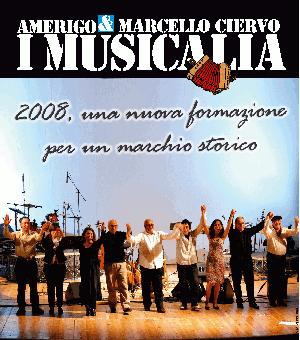 AMERIGO & MARCELLO CIERVO
I MUSICALIA
2008, una nuova formazione
per un marchio storico